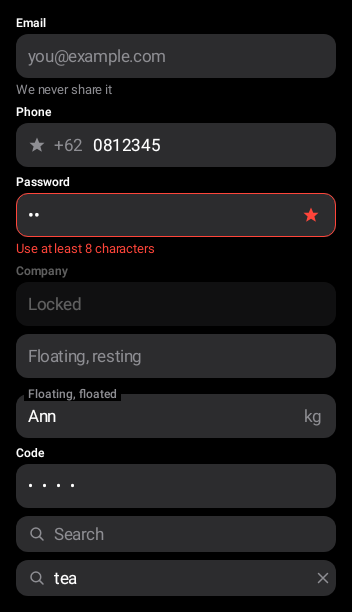 Email
you@example.com
We never share it
Phone
+62 0812345
Password
••
Use at least 8 characters
Company
Locked
Floating, resting
Floating, floated
Ann kg
Code
• • • •
Search
tea